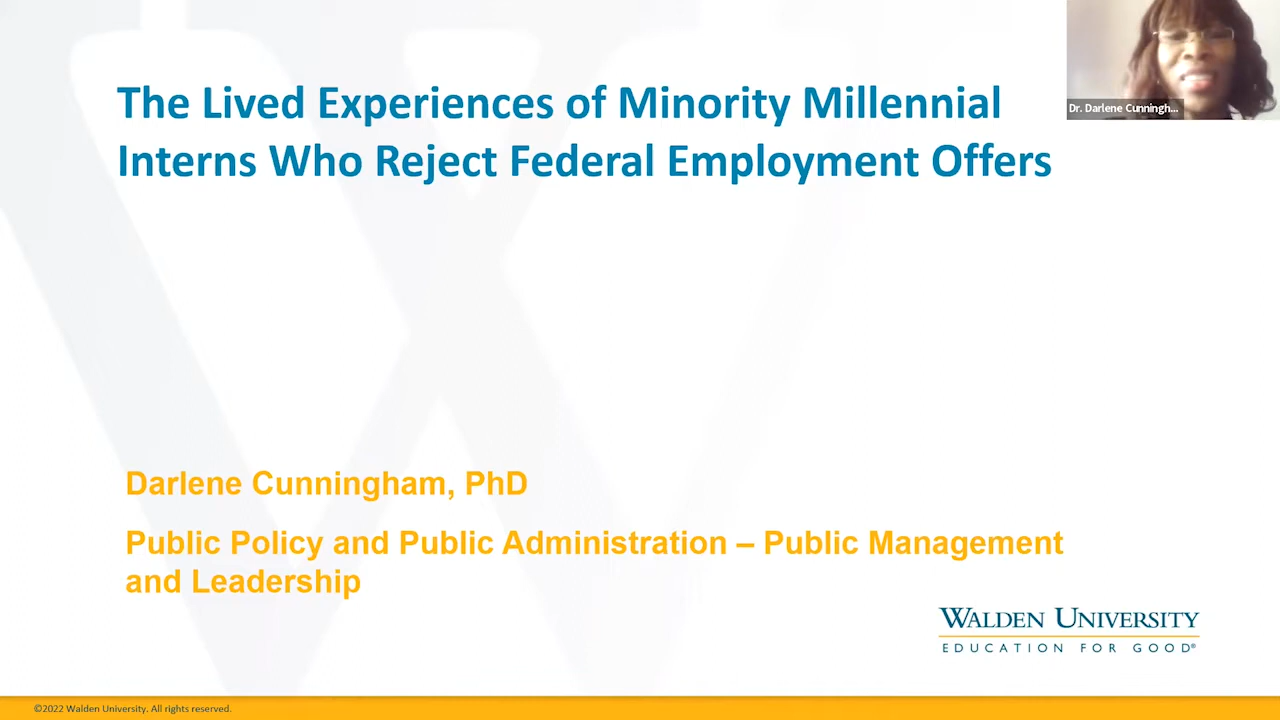 The Lived Experiences of Minority Millennial
Interns Who Reject Federal Employment Offers
Dr. Darlene Cunningh...
Darlene Cunningham, PhD
Public Policy and Public Administration – Public Management
and Leadership
WALDEN UNIVERSITY
EDUCATION FOR GOOD®
©2022 Walden University. All rights reserved.